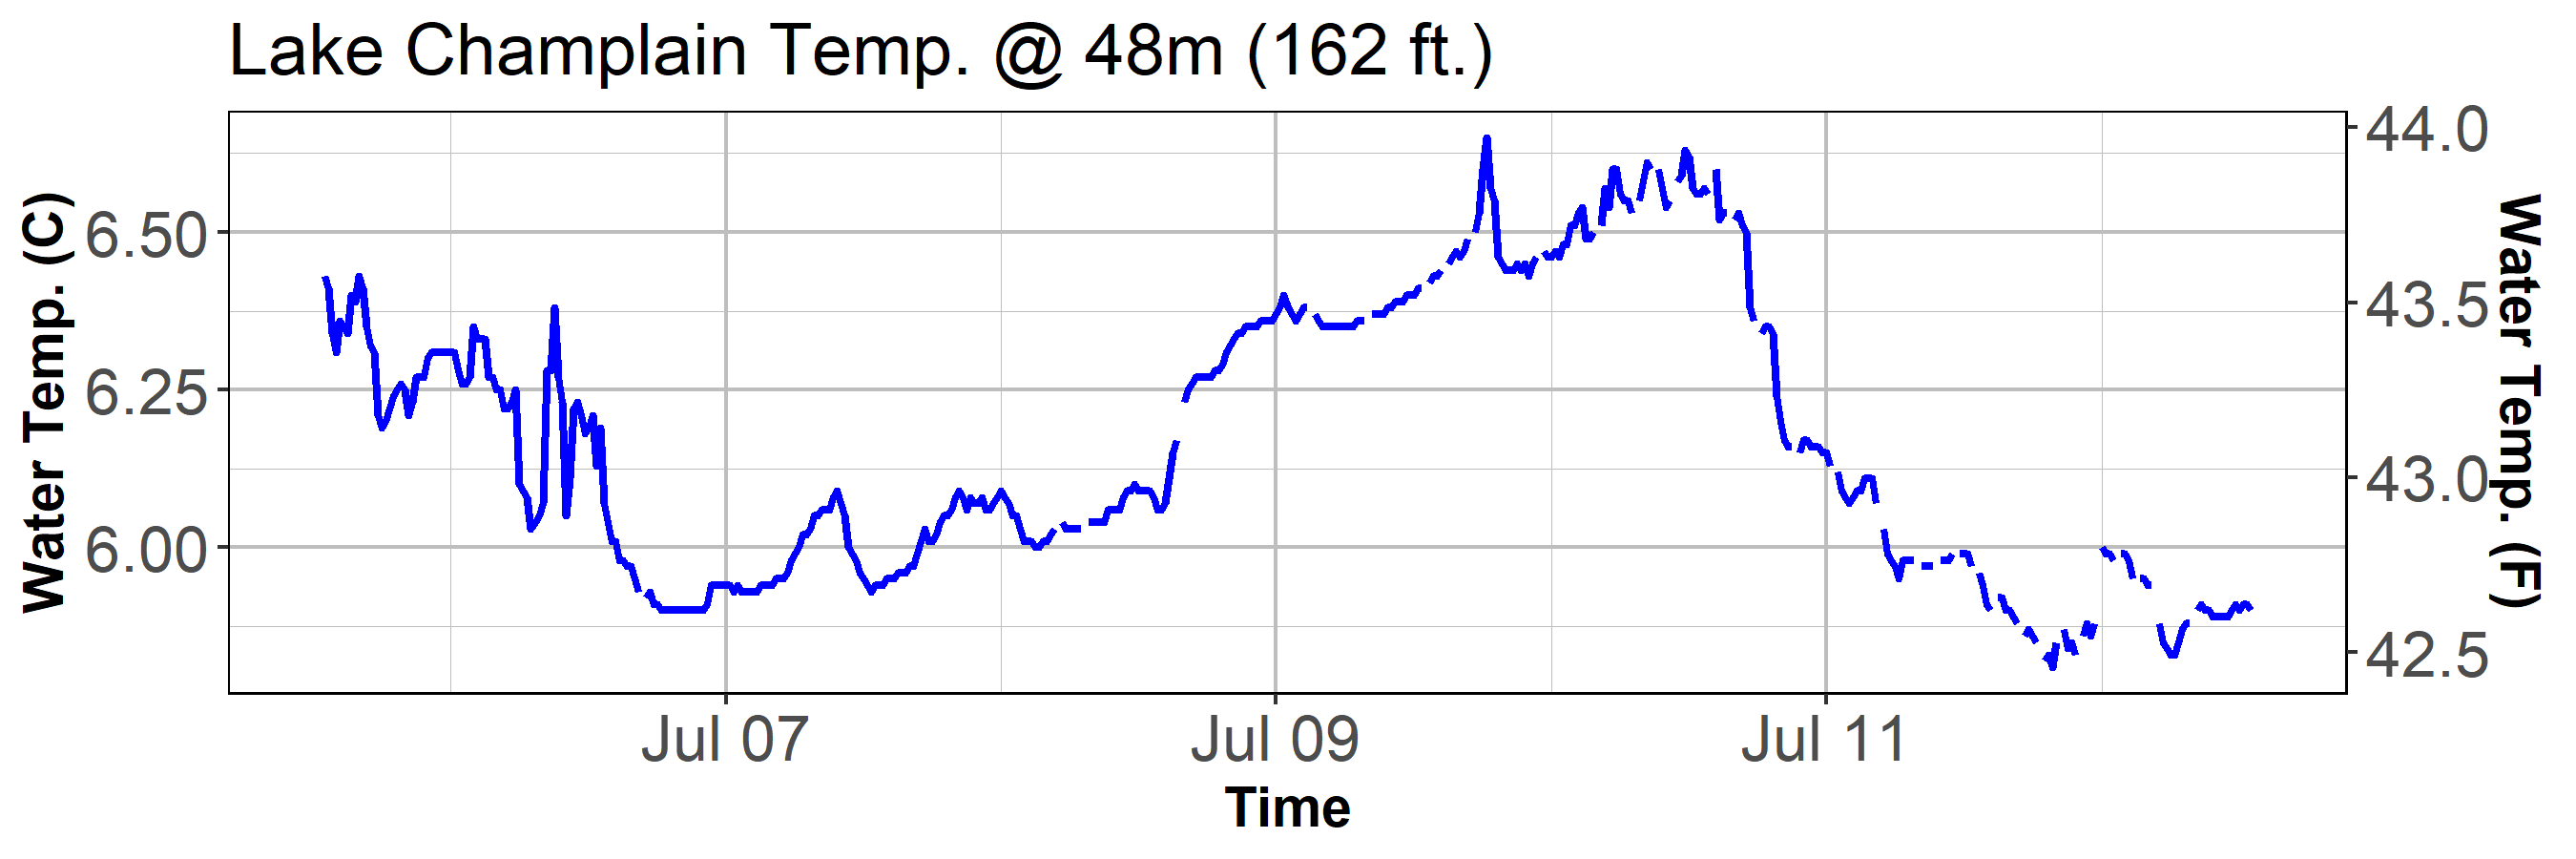 Lake Champlain Temp. @ 48m (162 ft.)
Water Temp. (C)
6.50
6.25
6.00
44.0
43.5
43.0
42.5
Water Temp. (F)
Jul 07 Jul 09 Jul 11
Time